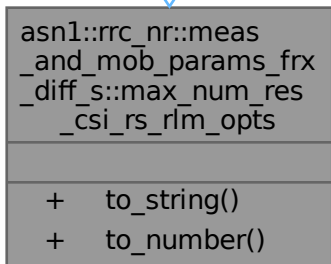 asn1::rrc_nr::meas
_and_mob_params_frx
_diff_s::max_num_res
_csi_rs_rlm_opts
+ to_string()
+ to_number()